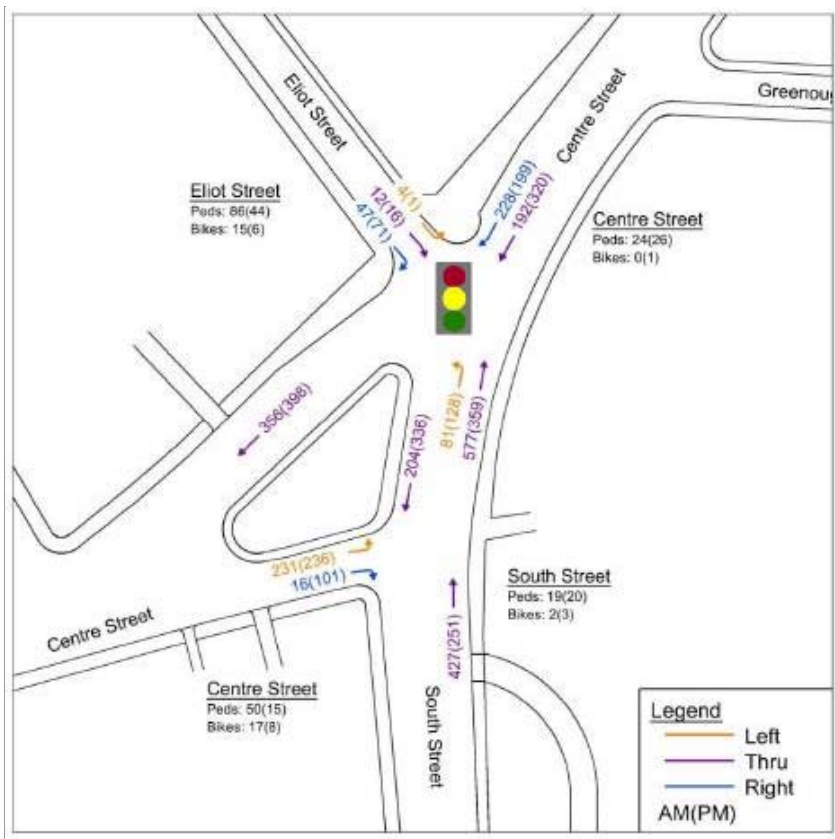 Eliot Street
Centre Street
Greenou
Eliot Street
Peds: 86(44)
Bikes: 15(6)
4(1)
12(16)
47(71)
228(199)
192(320)
Centre Street
Peds: 24(26)
Bikes: 0(1)
356(398)
204(336)
81(128)
577(359)
231(236)
16(101)
South Street
Peds: 19(20)
Bikes: 2(3)
427(251)
Centre Street
Centre Street
Peds: 50(15)
Bikes: 17(8)
South Street
Legend
Left
Thru
Right
AM(PM)